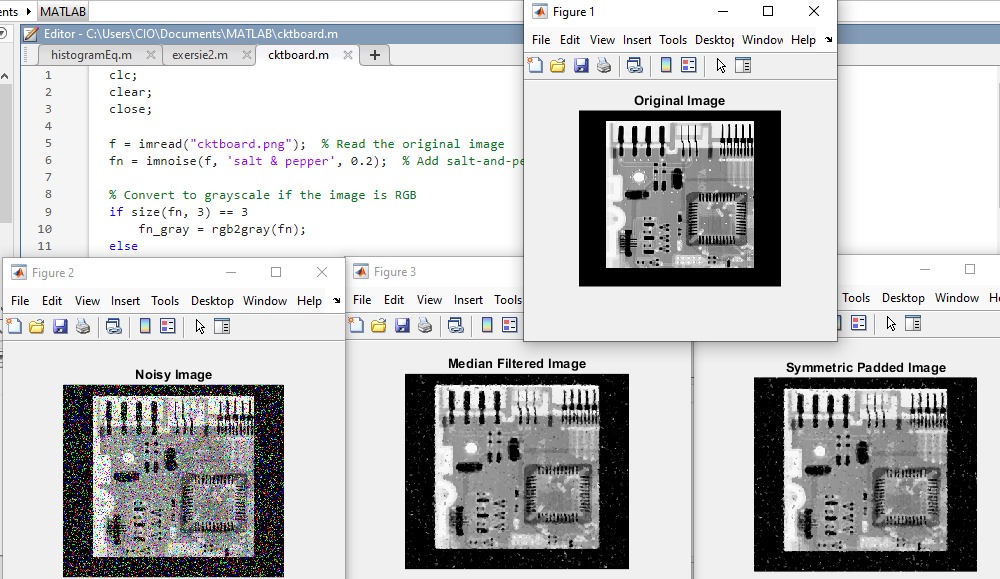 ents MATLAB
Editor - C:\Users\CIO\Documents\MATLAB\cktboard.m
histogramEq.m exersie2.m cktboard.m +
1 clc;
2 clear;
3 close;
4
5 f = imread("cktboard.png"); % Read the original image
6 fn = imnoise(f, 'salt & pepper', 0.2); % Add salt-and-pe
7
8 % Convert to grayscale if the image is RGB
9 if size(fn, 3) == 3
10 fn_gray = rgb2gray(fn);
11 else
Figure 1
File Edit View Insert Tools Desktop Window Help
Original Image
Figure 2
File Edit View Insert Tools Desktop Window Help
Noisy Image
Figure 3
File Edit View Insert Tools
Median Filtered Image
Tools Desktop Window He
Symmetric Padded Image